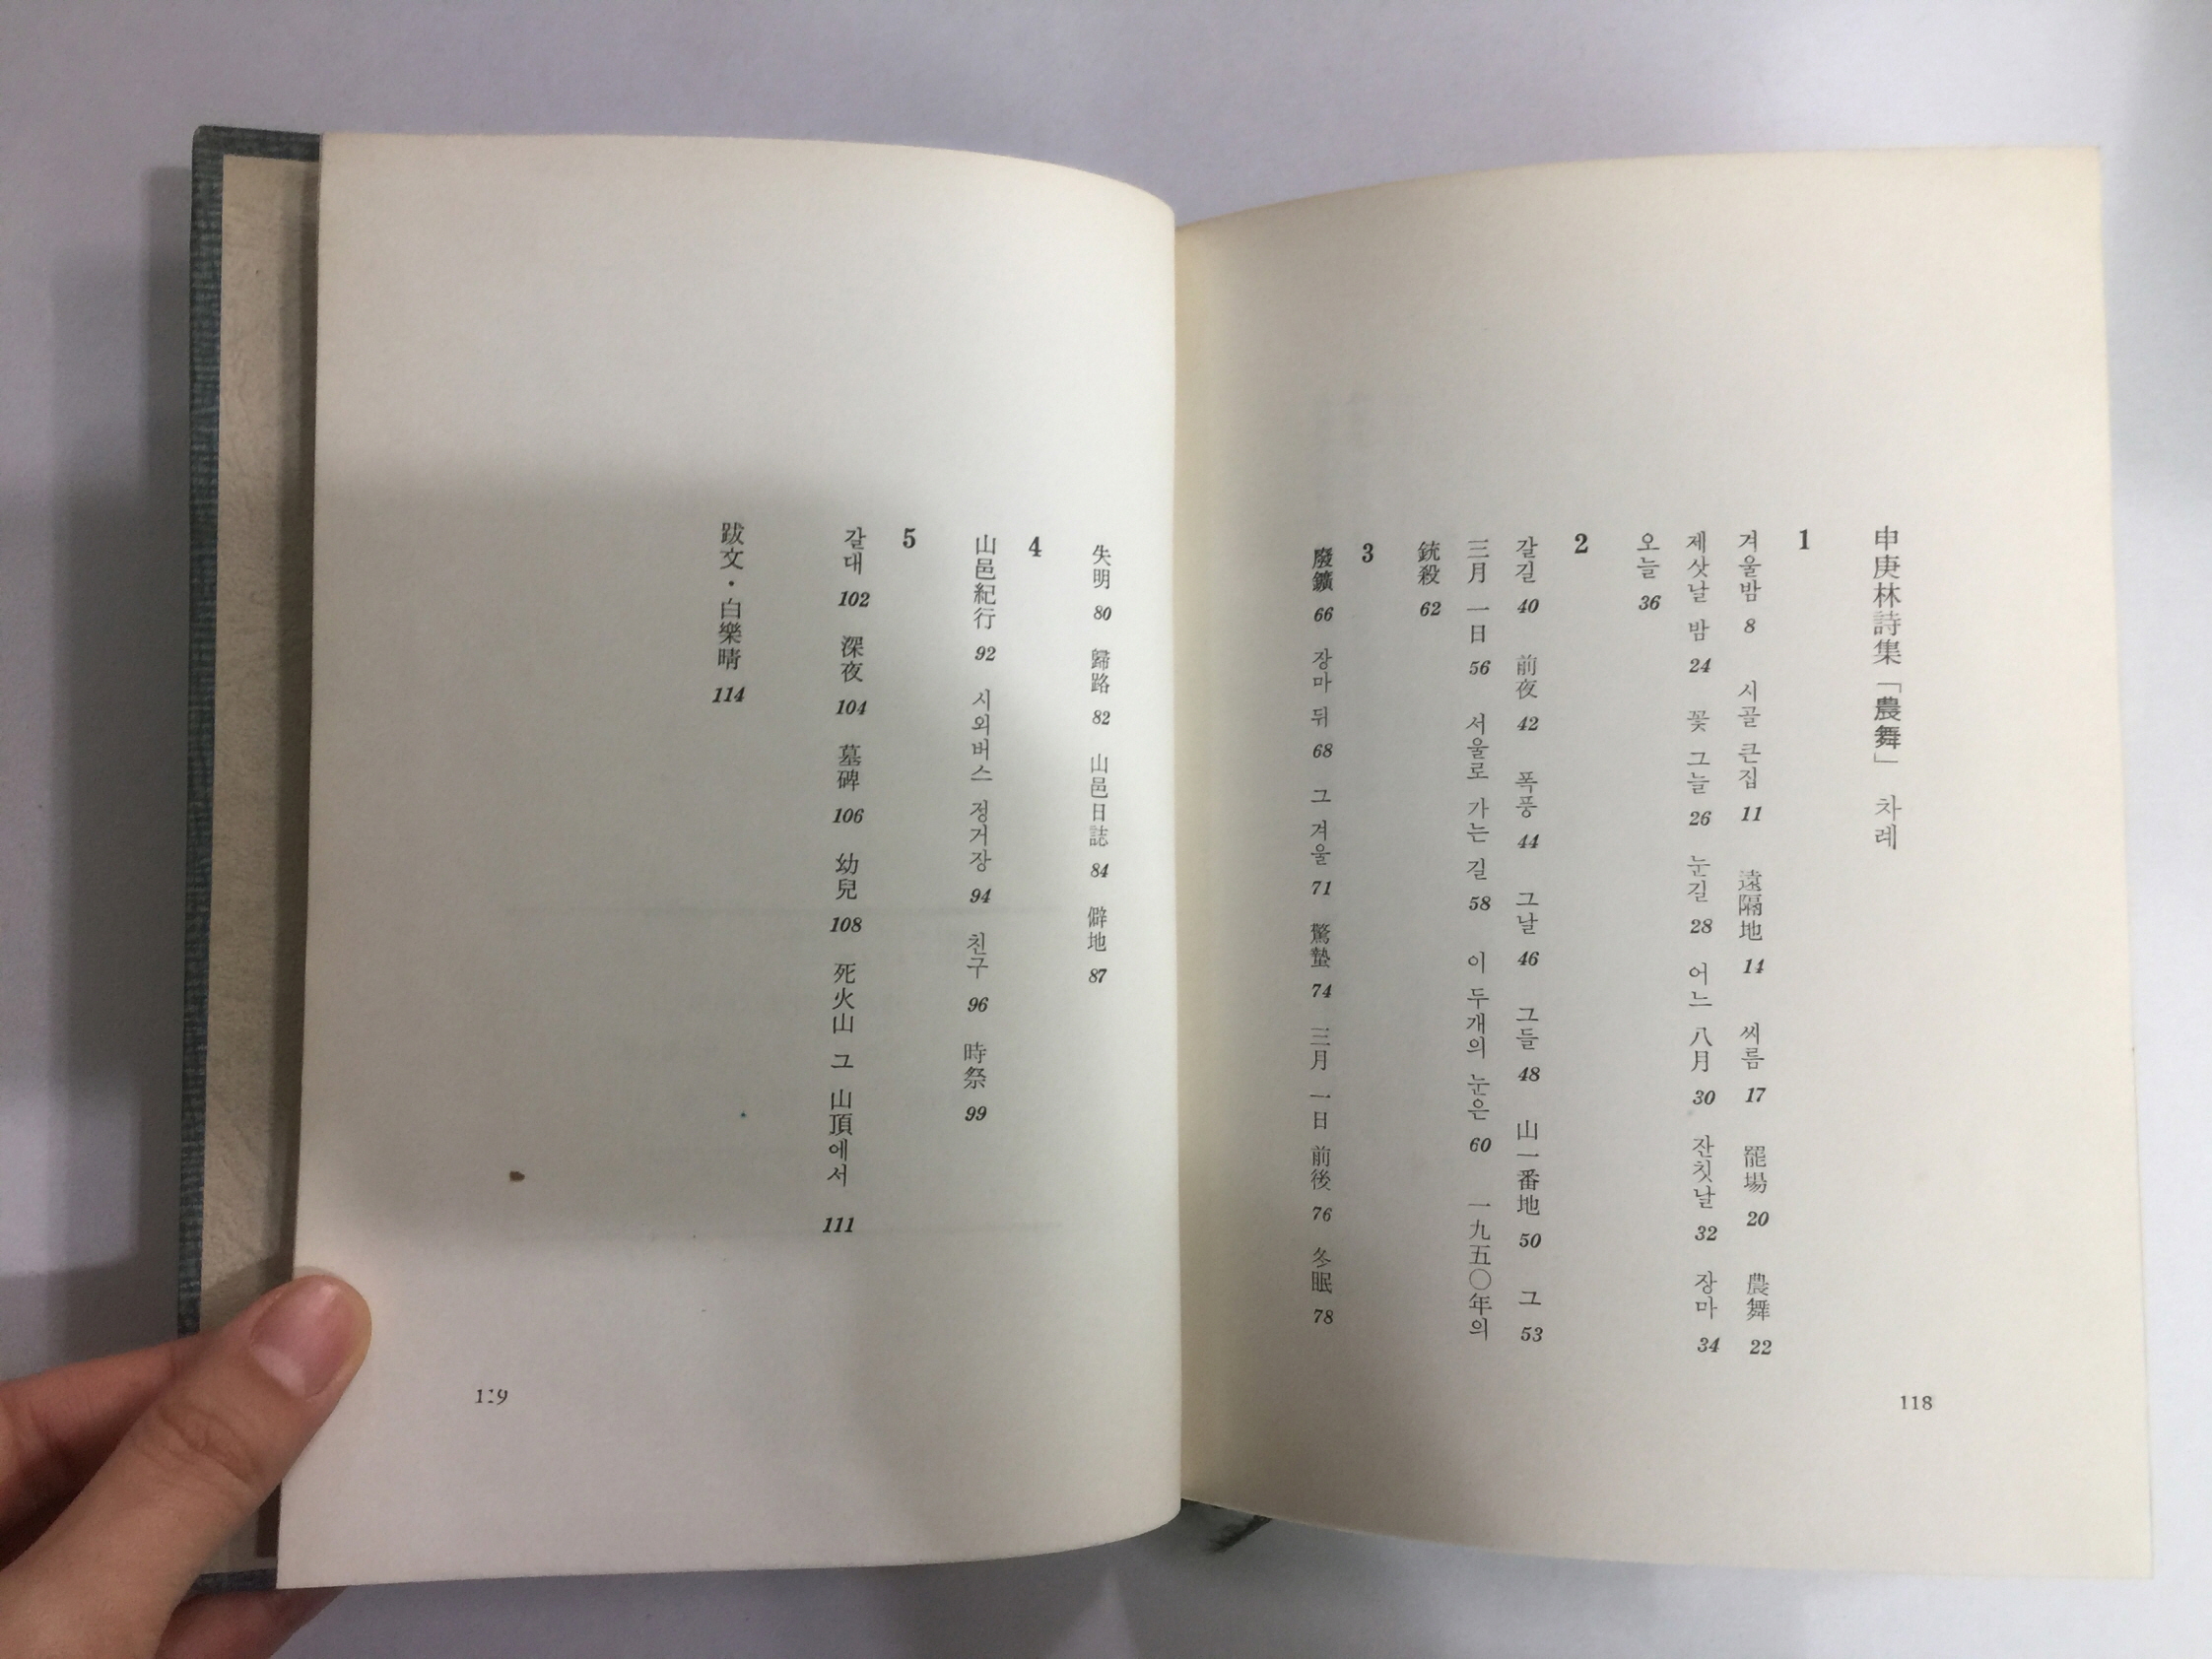 申庚林詩集「農舞」 차례
1
겨울밤 8 시골 큰집 11 遠隔地 14 씨름 17 罷場 20 農舞 22
제삿날 밤 24 꽃 그늘 26 눈길 28 어느 八月 30 잔칫날 32 장마 34
오늘 36
2
갈길 40 前夜 42 폭풍 44 그날 46 그들 48 山一番地 50 그 53
三月 一日 56 서울로 가는 길 58 이 두개의 눈은 60 一九五〇年의
銃殺 62
3
廢鑛 66 장마 뒤 68 그 겨울 71 驚蟄 74 三月 一日 前後 76 冬眠 78
118
失明 80 歸路 82 山邑日誌 84 僻地 87
4
山邑紀行 92 시외버스 정거장 94 친구 96 時祭 99
5
갈대 102 深夜 104 墓碑 106 幼兒 108 死火山 그 山頂에서 111
跋文・白樂晴 114
119